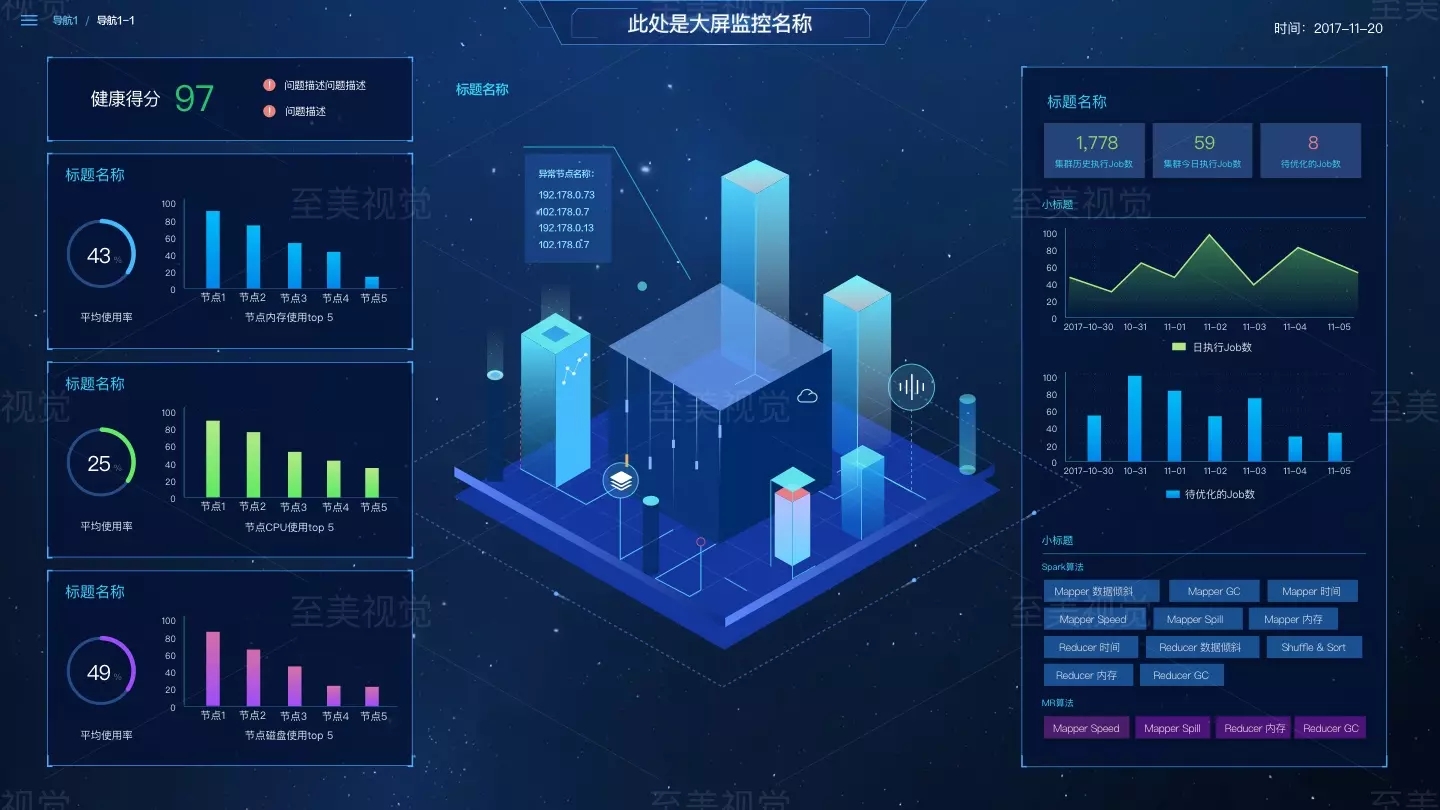 导航1 / 导航1-1
此处是大屏监控名称
时间：2017-11-20
健康得分 97
问题描述问题描述
问题描述
标题名称
43 %
平均使用率
100
80
60
40
20
0
节点1 节点2 节点3 节点4 节点5
节点内存使用top 5
标题名称
25 %
平均使用率
100
80
60
40
20
0
节点1 节点2 节点3 节点4 节点5
节点CPU使用top 5
标题名称
49 %
平均使用率
100
80
60
40
20
0
节点1 节点2 节点3 节点4 节点5
节点磁盘使用top 5
标题名称
异常节点名称：
192.178.0.73
102.178.0.7
192.178.0.13
102.178.0.7
标题名称
1,778 59 8
集群历史执行Job数 集群今日执行Job数 待优化的Job数
小标题
100
80
60
40
20
0
2017-10-30 10-31 11-01 11-02 11-03 11-04 11-05
日执行Job数
100
80
60
40
20
0
2017-10-30 10-31 11-01 11-02 11-03 11-04 11-05
待优化的Job数
小标题
Spark算法
Mapper 数据倾斜 Mapper GC Mapper 时间
Mapper Speed Mapper Spill Mapper 内存
Reducer 时间 Reducer 数据倾斜 Shuffle & Sort
Reducer 内存 Reducer GC
MR算法
Mapper Speed Mapper Spill Reducer 内存 Reducer GC
至美视觉
至美视觉
至美视觉
至美视觉
至美视觉